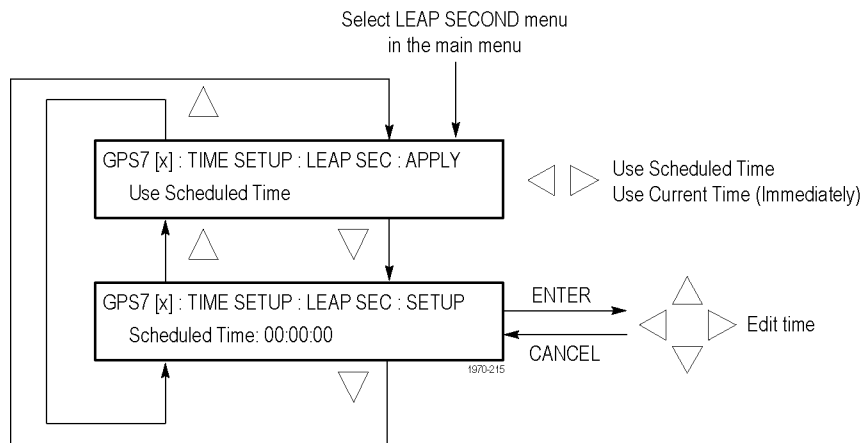 Select LEAP SECOND menu
in the main menu
GPS7 [x] : TIME SETUP : LEAP SEC : APPLY
Use Scheduled Time
Use Scheduled Time
Use Current Time (Immediately)
GPS7 [x] : TIME SETUP : LEAP SEC : SETUP
Scheduled Time: 00:00:00
ENTER
CANCEL
Edit time
1970-215